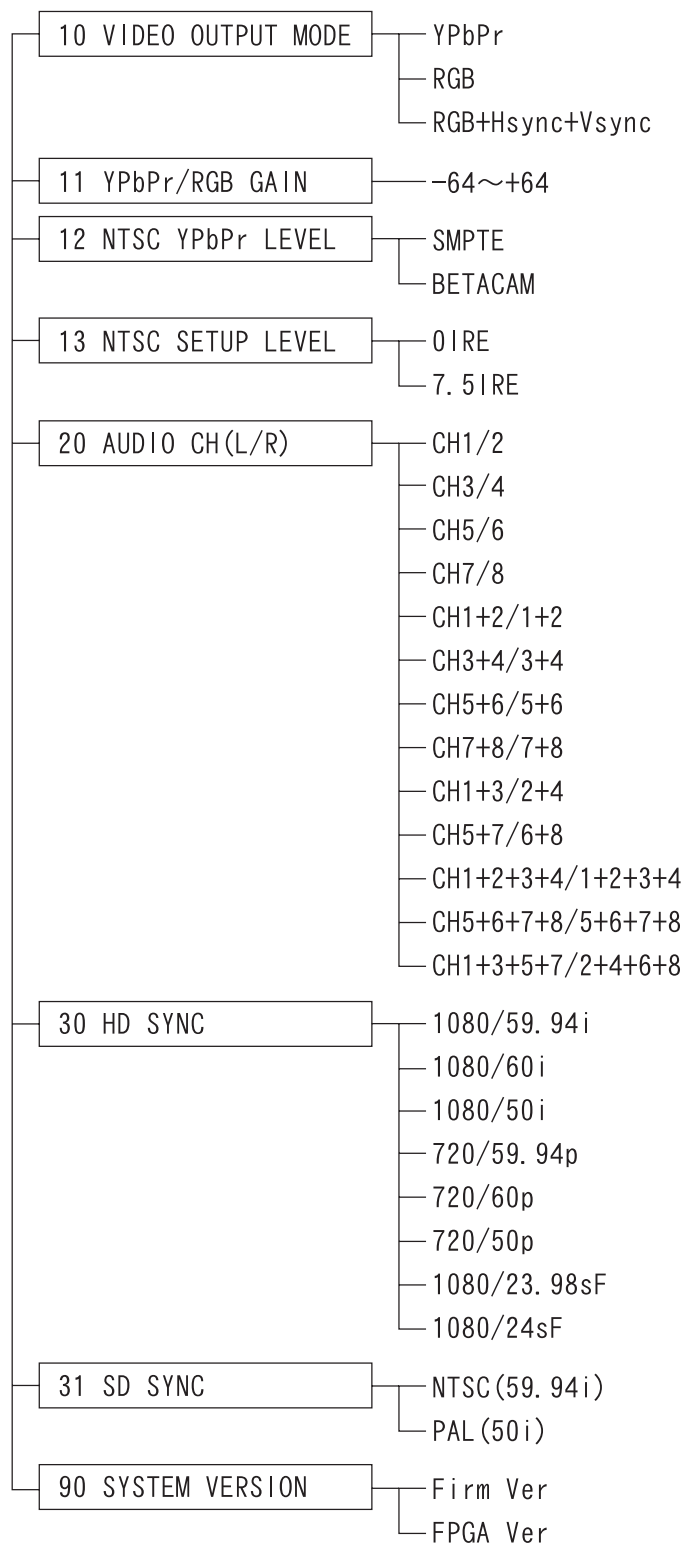 10 VIDEO OUTPUT MODE
YPbPr
RGB
RGB+Hsync+Vsync
11 YPbPr/RGB GAIN
-64～+64
12 NTSC YPbPr LEVEL
SMPTE
BETACAM
13 NTSC SETUP LEVEL
0IRE
7.5IRE
20 AUDIO CH(L/R)
CH1/2
CH3/4
CH5/6
CH7/8
CH1+2/1+2
CH3+4/3+4
CH5+6/5+6
CH7+8/7+8
CH1+3/2+4
CH5+7/6+8
CH1+2+3+4/1+2+3+4
CH5+6+7+8/5+6+7+8
CH1+3+5+7/2+4+6+8
30 HD SYNC
1080/59.94i
1080/60i
1080/50i
720/59.94p
720/60p
720/50p
1080/23.98sF
1080/24sF
31 SD SYNC
NTSC(59.94i)
PAL(50i)
90 SYSTEM VERSION
Firm Ver
FPGA Ver